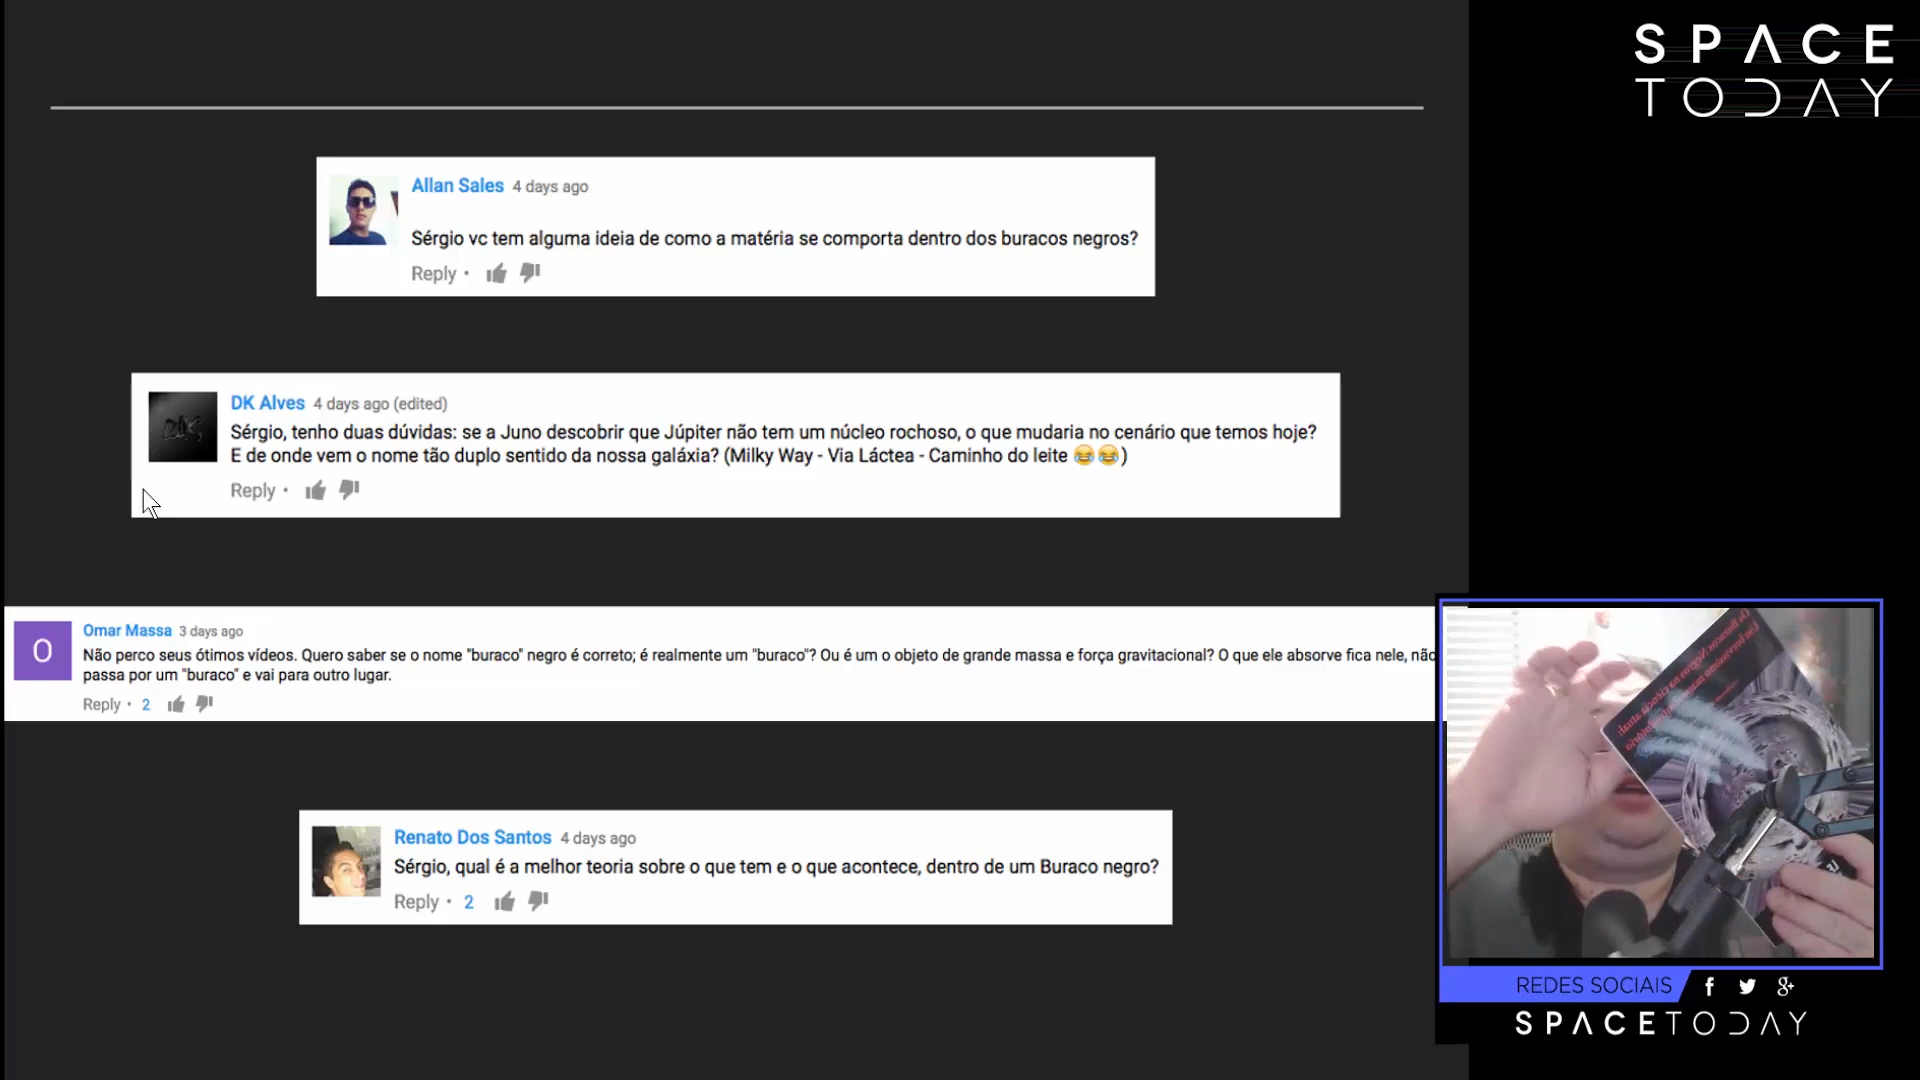 SPACE
TODAY
Allan Sales 4 days ago
Sérgio vc tem alguma ideia de como a matéria se comporta dentro dos buracos negros?
Reply •
DK Alves 4 days ago (edited)
Sérgio, tenho duas dúvidas: se a Juno descobrir que Júpiter não tem um núcleo rochoso, o que mudaria no cenário que temos hoje?
E de onde vem o nome tão duplo sentido da nossa galáxia? (Milky Way - Via Láctea - Caminho do leite 😂😂)
Reply •
O
Omar Massa 3 days ago
Não perco seus ótimos vídeos. Quero saber se o nome "buraco" negro é correto; é realmente um "buraco"? Ou é um o objeto de grande massa e força gravitacional? O que ele absorve fica nele, não
passa por um "buraco" e vai para outro lugar.
Reply • 2
Renato Dos Santos 4 days ago
Sérgio, qual é a melhor teoria sobre o que tem e o que acontece, dentro de um Buraco negro?
Reply • 2
Os Buracos Negros na ciência atual:
REDES SOCIAIS f g+
SPACETODAY